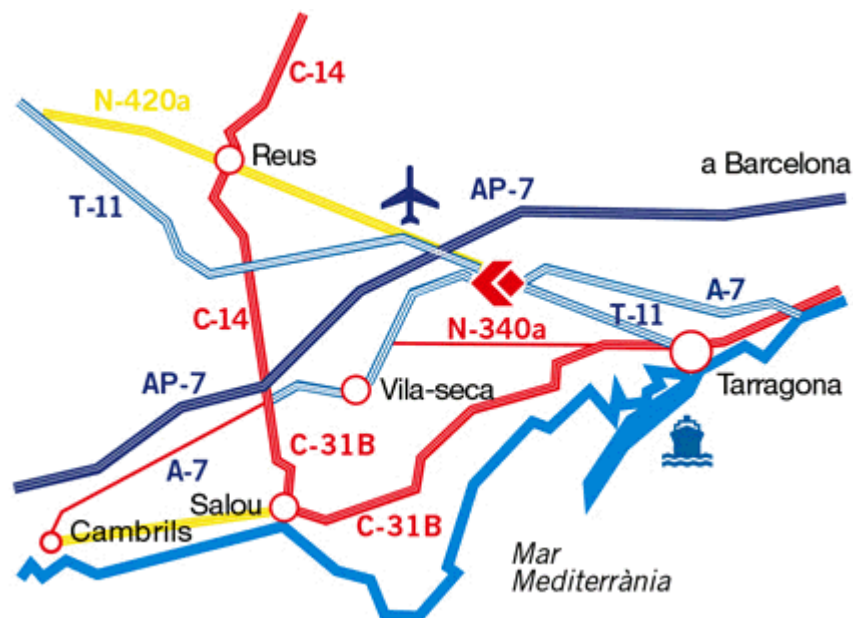 C-14
N-420a
Reus
a Barcelona
AP-7
T-11
A-7
C-14
T-11
N-340a
AP-7
Vila-seca
Tarragona
C-31B
A-7
Salou
C-31B
Cambrils
Mar
Mediterrània